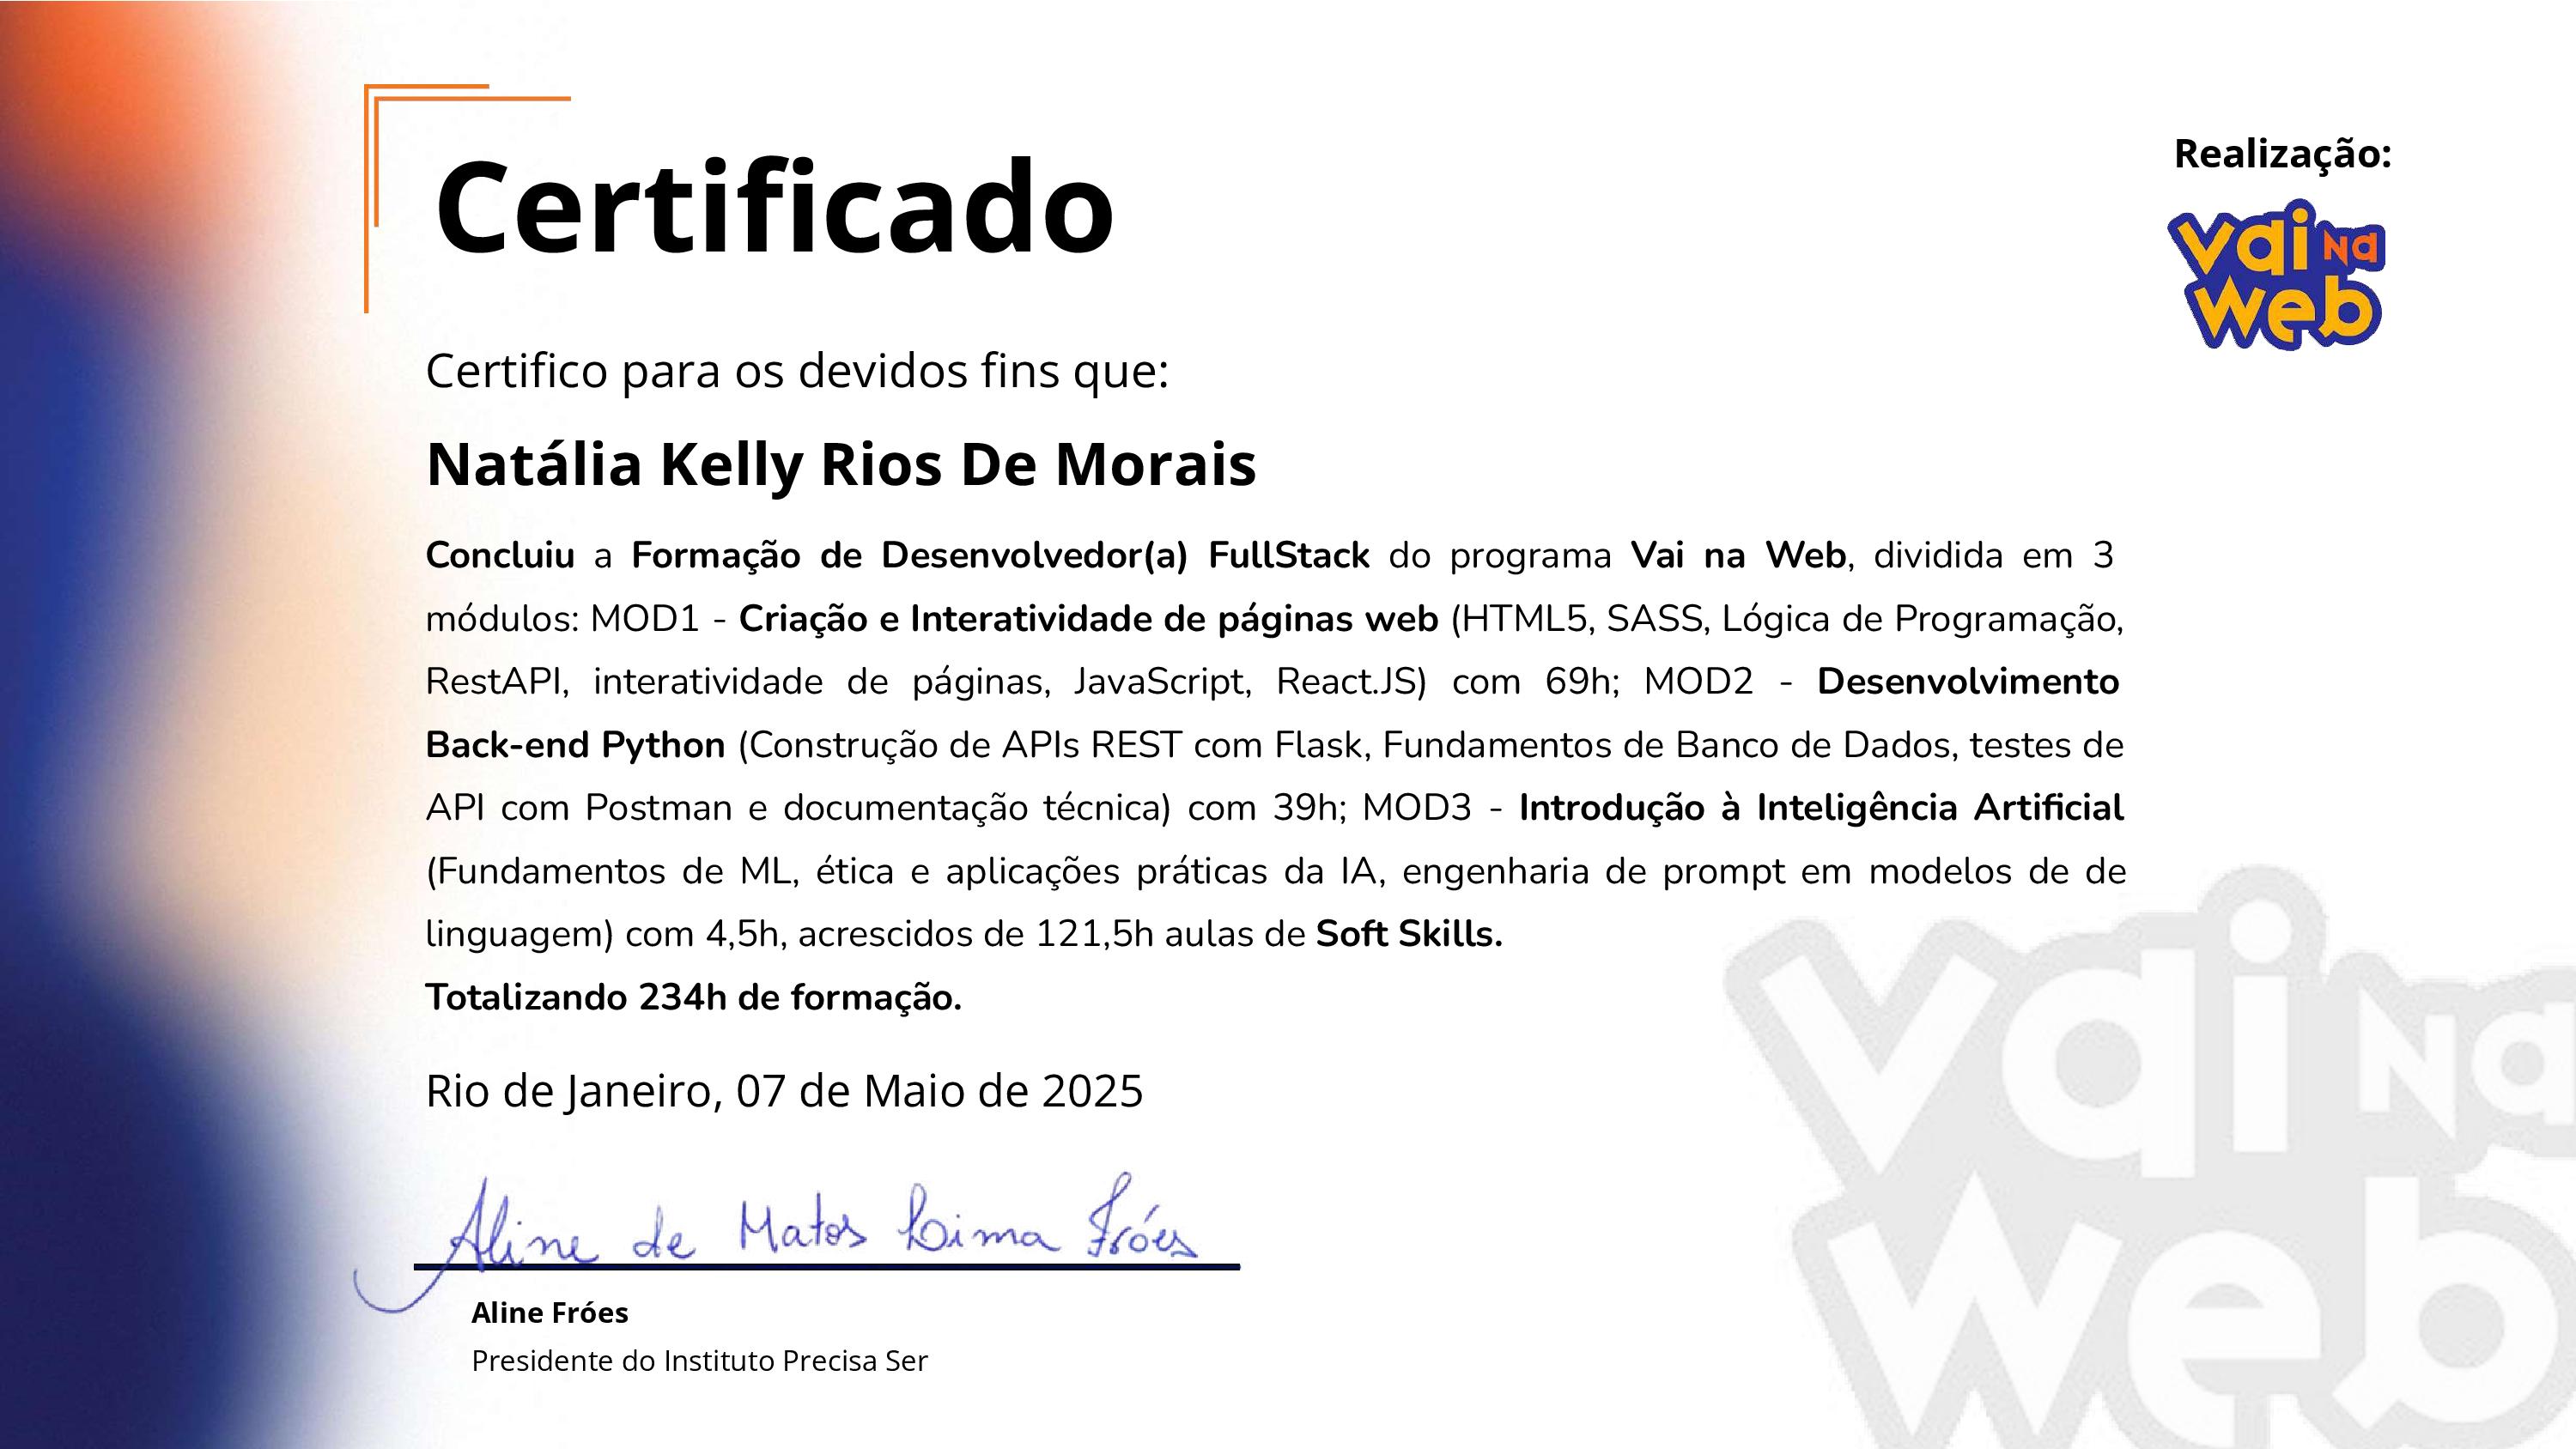 Certificado
Realização:
vai na
web
Certifico para os devidos fins que:
Natália Kelly Rios De Morais
Concluiu a Formação de Desenvolvedor(a) FullStack do programa Vai na Web, dividida em 3
módulos: MOD1 - Criação e Interatividade de páginas web (HTML5, SASS, Lógica de Programação,
RestAPI, interatividade de páginas, JavaScript, React.JS) com 69h; MOD2 - Desenvolvimento
Back-end Python (Construção de APIs REST com Flask, Fundamentos de Banco de Dados, testes de
API com Postman e documentação técnica) com 39h; MOD3 - Introdução à Inteligência Artificial
(Fundamentos de ML, ética e aplicações práticas da IA, engenharia de prompt em modelos de de
linguagem) com 4,5h, acrescidos de 121,5h aulas de Soft Skills.
Totalizando 234h de formação.
Rio de Janeiro, 07 de Maio de 2025
Aline de Matos Lima Fróes
Aline Fróes
Presidente do Instituto Precisa Ser
vai na
web